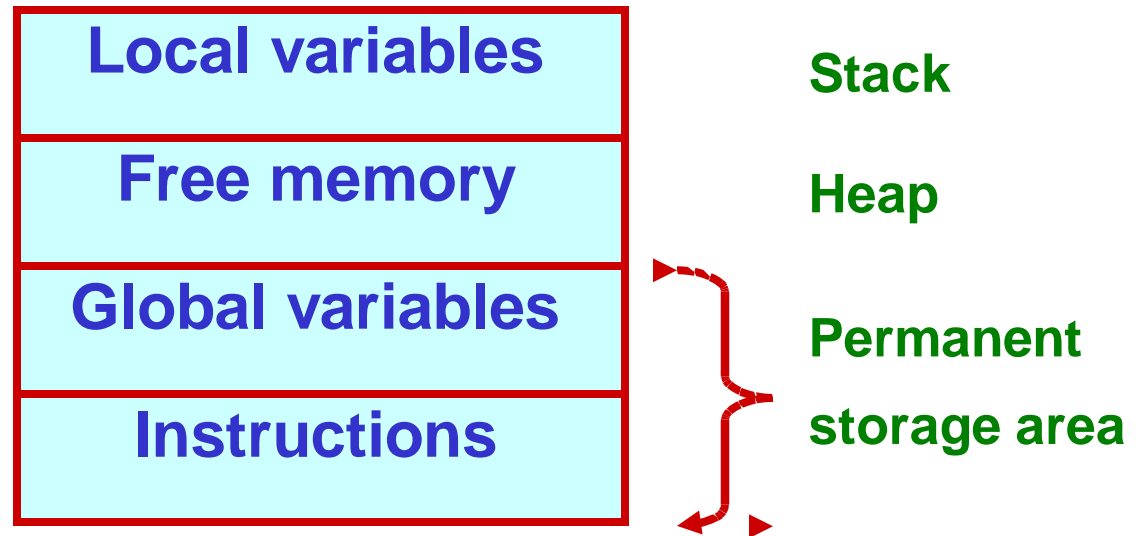 Local variables
Stack
Free memory
Heap
Global variables
Permanent
storage area
Instructions